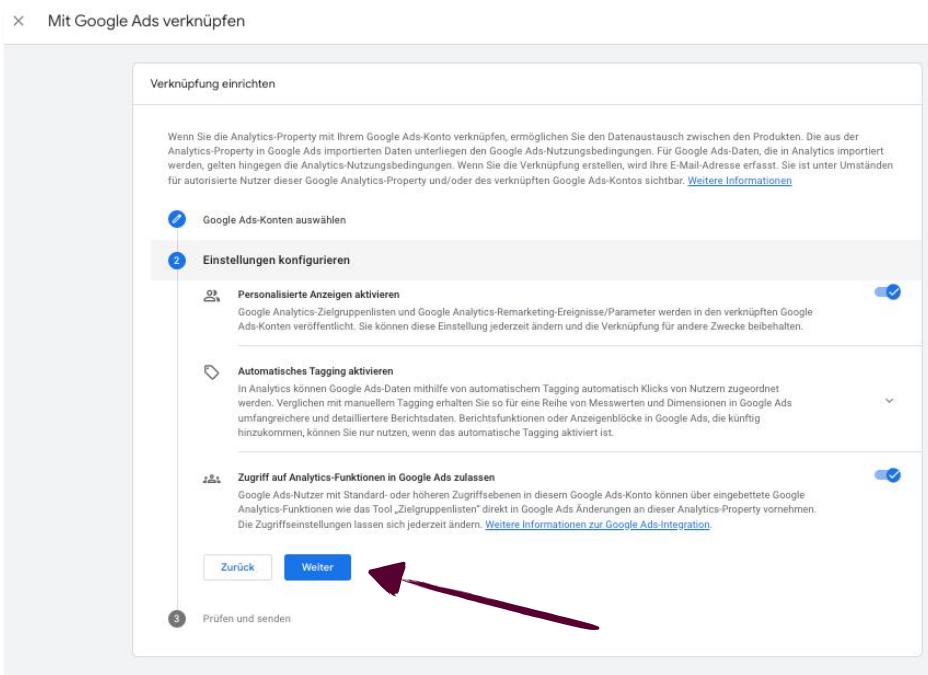 Mit Google Ads verknüpfen
Verknüpfung einrichten
Wenn Sie die Analytics-Property mit Ihrem Google Ads-Konto verknüpfen, ermöglichen Sie den Datenaustausch zwischen den Produkten. Die aus der
Analytics-Property in Google Ads importierten Daten unterliegen den Google Ads-Nutzungsbedingungen. Für Google Ads-Daten, die in Analytics importiert
werden, gelten hingegen die Analytics-Nutzungsbedingungen. Wenn Sie die Verknüpfung erstellen, wird Ihre E-Mail-Adresse erfasst. Sie ist unter Umständen
für autorisierte Nutzer dieser Google Analytics-Property und/oder des verknüpften Google Ads-Kontos sichtbar. Weitere Informationen
Google Ads-Konten auswählen
2 Einstellungen konfigurieren
Personalisierte Anzeigen aktivieren
Google Analytics-Zielgruppenlisten und Google Analytics-Remarketing-Ereignisse/Parameter werden in den verknüpften Google
Ads-Konten veröffentlicht. Sie können diese Einstellung jederzeit ändern und die Verknüpfung für andere Zwecke beibehalten.
Automatisches Tagging aktivieren
In Analytics können Google Ads-Daten mithilfe von automatischem Tagging automatisch Klicks von Nutzern zugeordnet
werden. Verglichen mit manuellem Tagging erhalten Sie so für eine Reihe von Messwerten und Dimensionen in Google Ads
umfangreichere und detailliertere Berichtsdaten. Berichtsfunktionen oder Anzeigenblöcke in Google Ads, die künftig
hinzukommen, können Sie nur nutzen, wenn das automatische Tagging aktiviert ist.
Zugriff auf Analytics-Funktionen in Google Ads zulassen
Google Ads-Nutzer mit Standard- oder höheren Zugriffsebenen in diesem Google Ads-Konto können über eingebettete Google
Analytics-Funktionen wie das Tool „Zielgruppenlisten" direkt in Google Ads Änderungen an dieser Analytics-Property vornehmen.
Die Zugriffseinstellungen lassen sich jederzeit ändern. Weitere Informationen zur Google Ads-Integration.
Zurück Weiter
3 Prüfen und senden